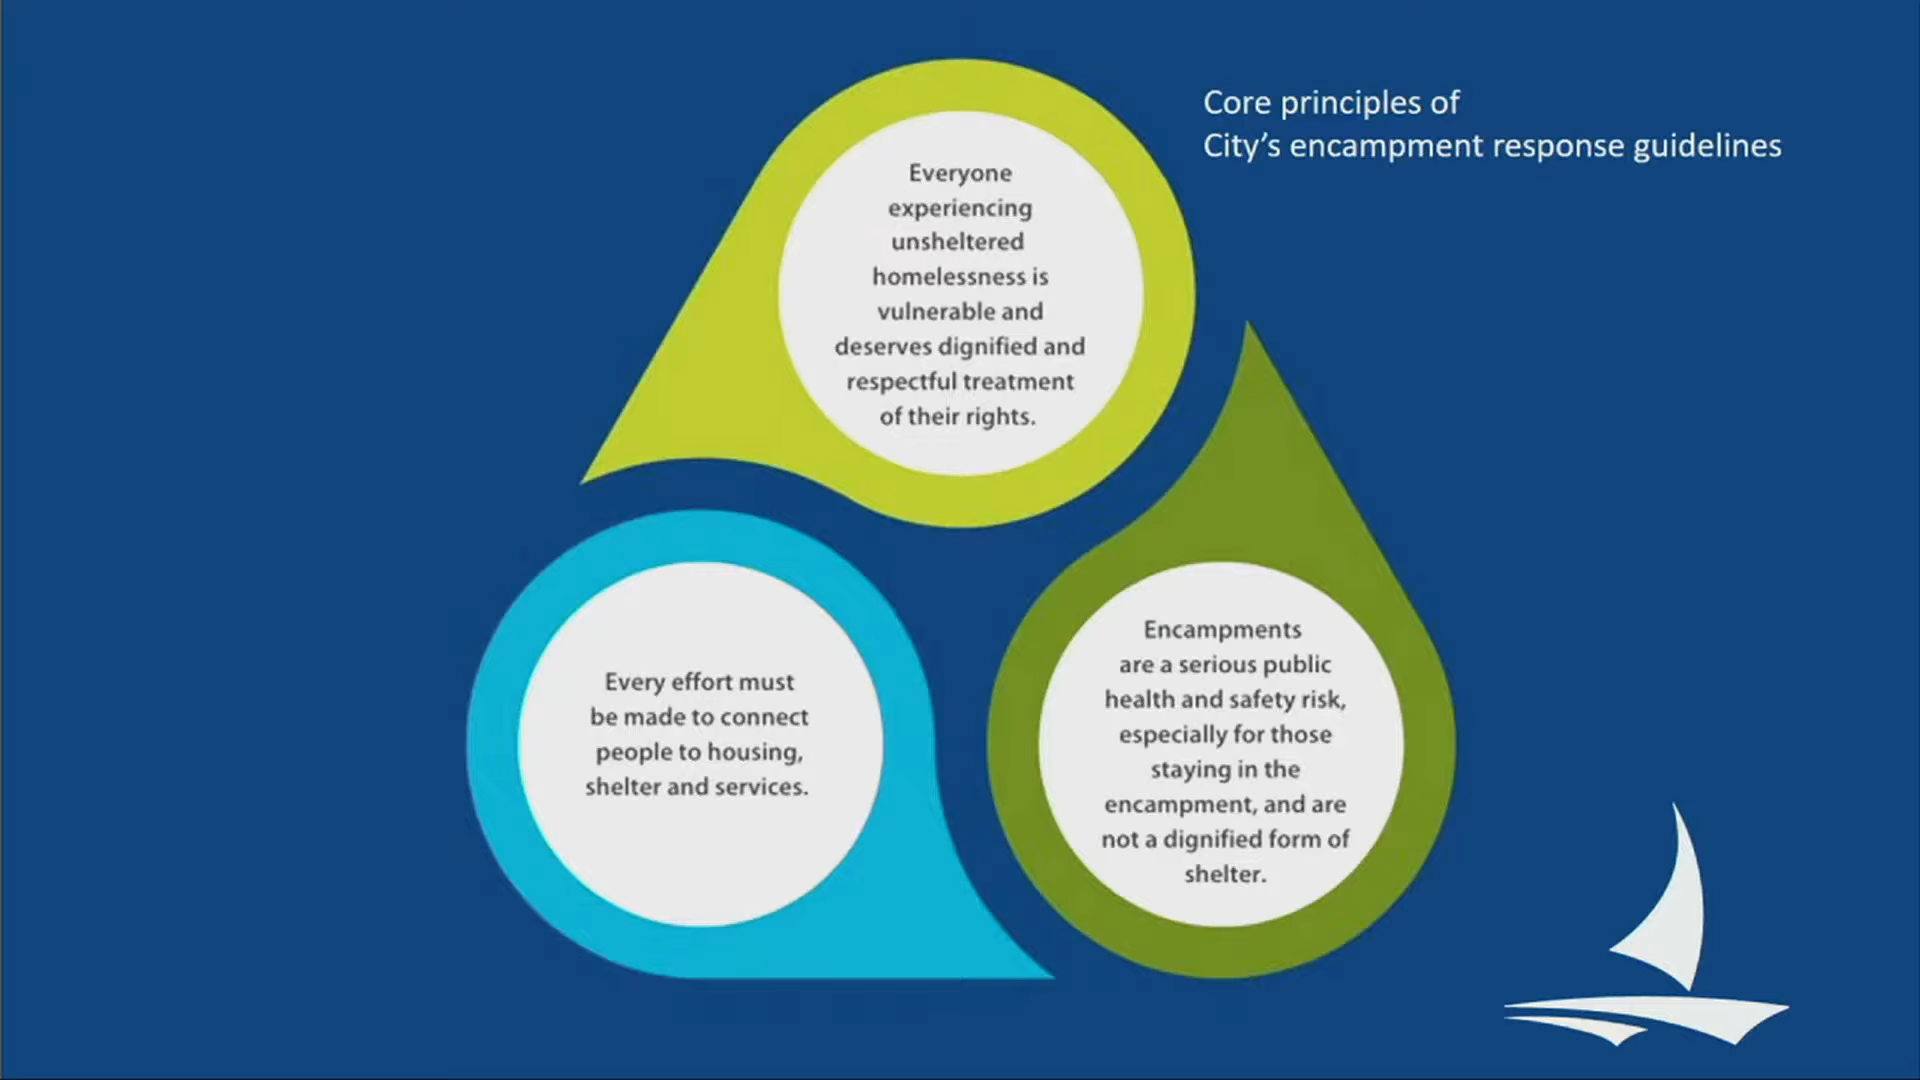 Core principles of
City's encampment response guidelines
Everyone
experiencing
unsheltered
homelessness is
vulnerable and
deserves dignified and
respectful treatment
of their rights.
Every effort must
be made to connect
people to housing,
shelter and services.
Encampments
are a serious public
health and safety risk,
especially for those
staying in the
encampment, and are
not a dignified form of
shelter.